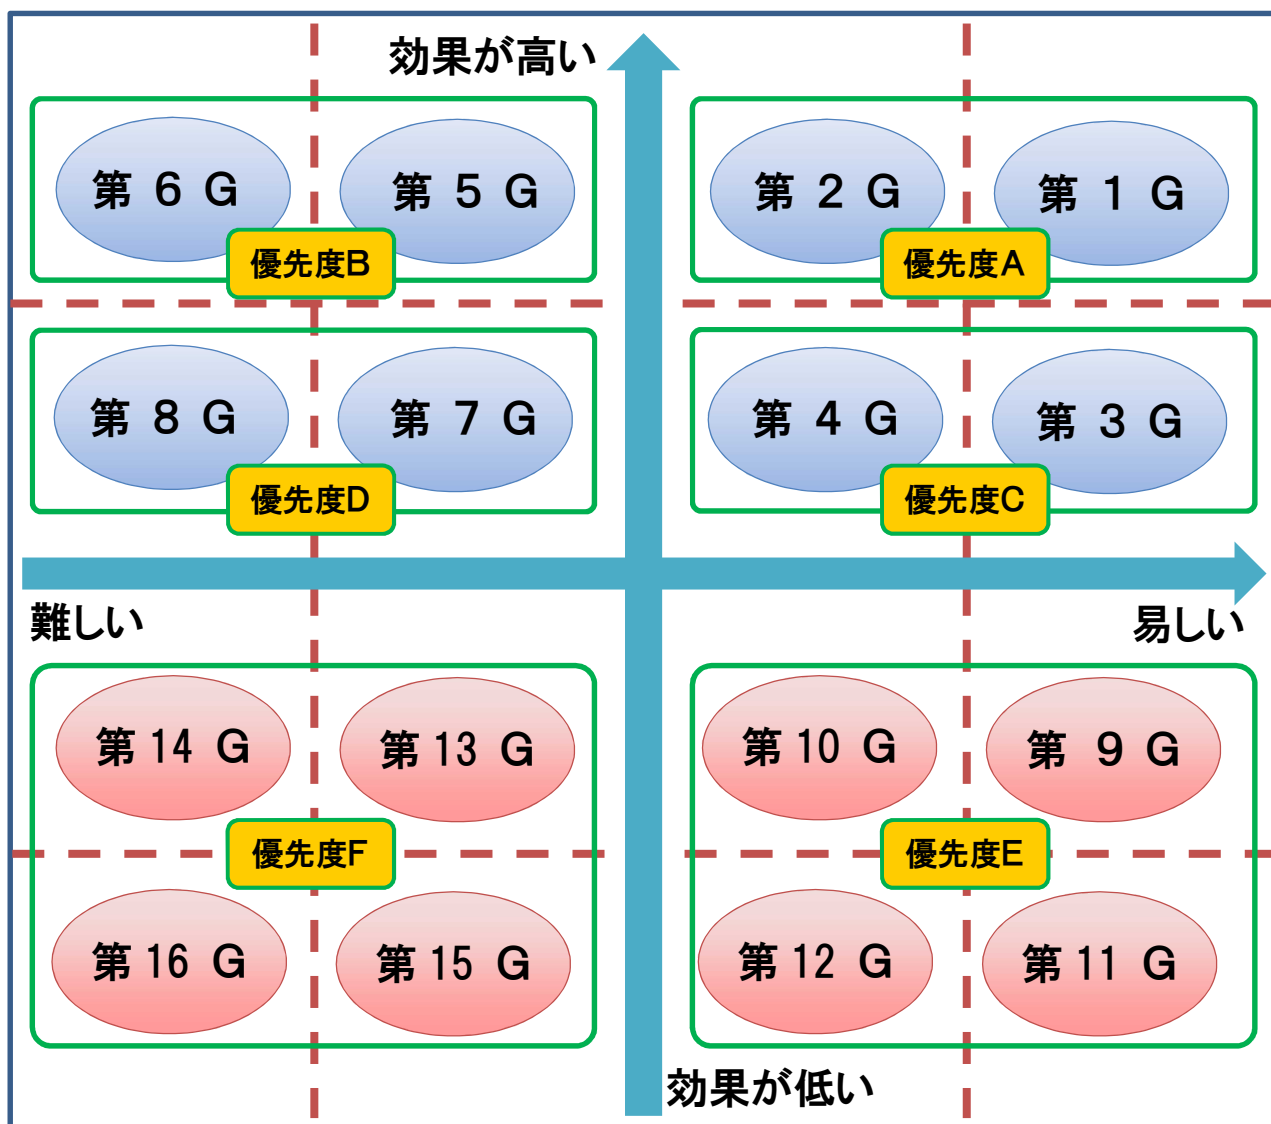 効果が高い
第 6 G
第 5 G
第 2 G
第 1 G
優先度B
優先度A
第 8 G
第 7 G
第 4 G
第 3 G
優先度D
優先度C
難しい
易しい
第 14 G
第 13 G
第 10 G
第 9 G
優先度F
優先度E
第 16 G
第 15 G
第 12 G
第 11 G
効果が低い